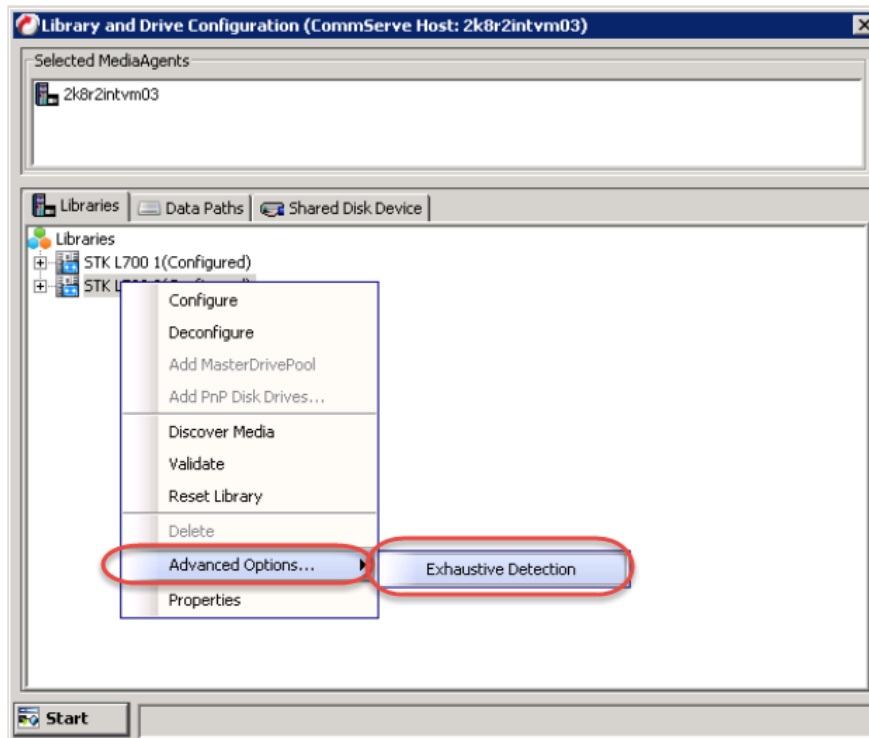 Library and Drive Configuration (CommServe Host: 2k8r2intvm03)
Selected MediaAgents
2k8r2intvm03
Libraries Data Paths Shared Disk Device
Libraries
STK L700 1(Configured)
STK
Configure
Deconfigure
Add MasterDrivePool
Add PnP Disk Drives...
Discover Media
Validate
Reset Library
Delete
Advanced Options... Exhaustive Detection
Properties
Start